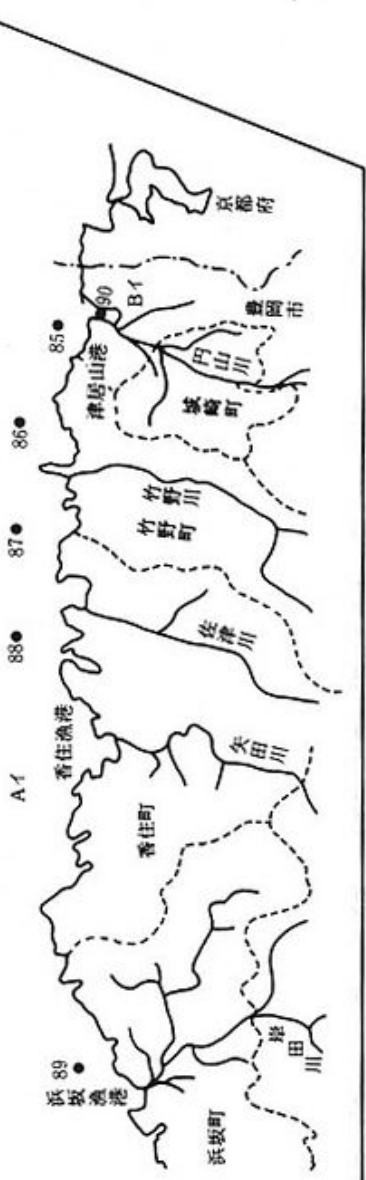 89
浜坂漁港
浜坂町
岸田川
Aイ
香住漁港
香住町
矢田川
88
佐津川
87
竹野川
竹野町
86
85
90
津居山港
Bイ
城崎町
円山川
豊岡市
京都府